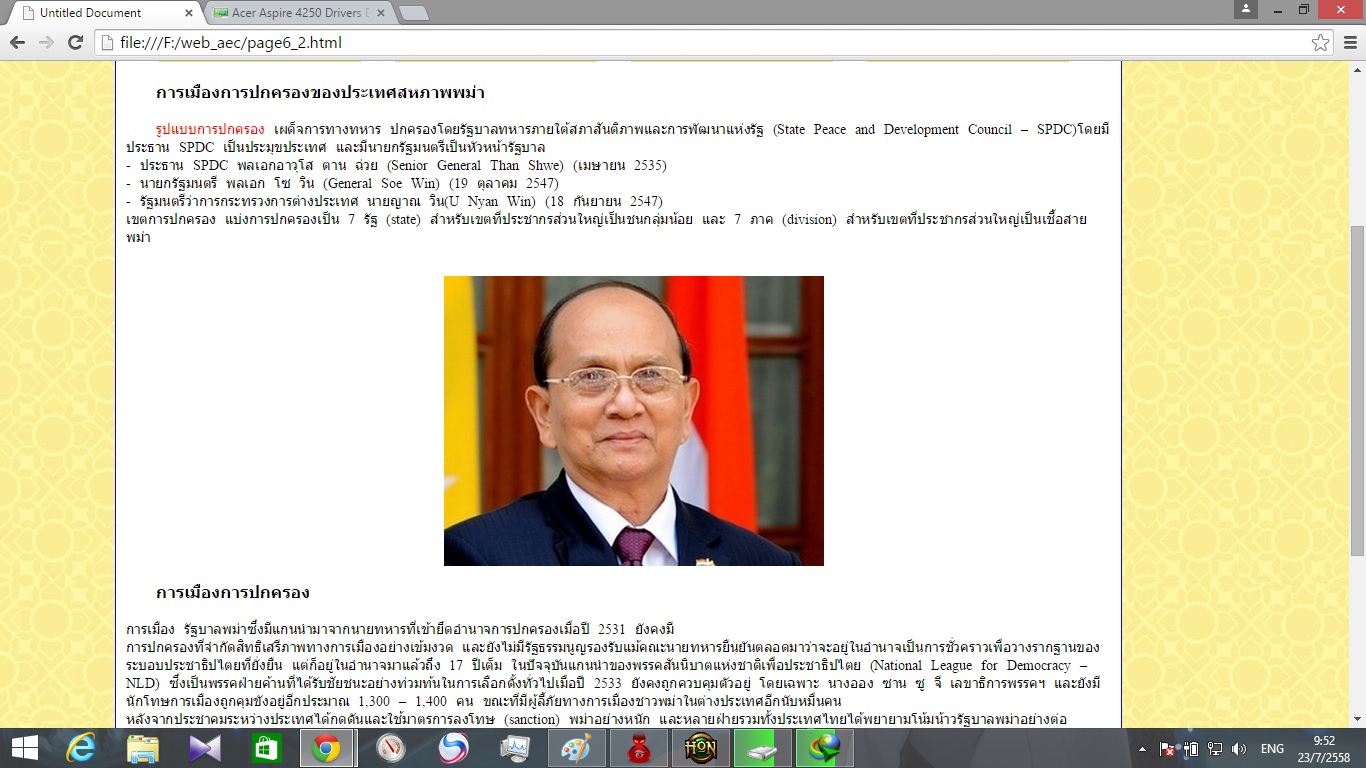 Untitled Document
Acer Aspire 4250 Drivers
file:///F:/web_aec/page6_2.html
การเมืองการปกครองของประเทศสหภาพพม่า
รูปแบบการปกครอง เผด็จการทางทหาร ปกครองโดยรัฐบาลทหารภายใต้สภาสันติภาพและการพัฒนาแห่งรัฐ (State Peace and Development Council – SPDC)โดยมี
ประธาน SPDC เป็นประมุขประเทศ และมีนายกรัฐมนตรีเป็นหัวหน้ารัฐบาล
- ประธาน SPDC พลเอกอาวุโส ตาน ฉ่วย (Senior General Than Shwe) (เมษายน 2535)
- นายกรัฐมนตรี พลเอก โซ วิน (General Soe Win) (19 ตุลาคม 2547)
- รัฐมนตรีว่าการกระทรวงการต่างประเทศ นายญาณ วิน(U Nyan Win) (18 กันยายน 2547)
เขตการปกครอง แบ่งการปกครองเป็น 7 รัฐ (state) สำหรับเขตที่ประชากรส่วนใหญ่เป็นชนกลุ่มน้อย และ 7 ภาค (division) สำหรับเขตที่ประชากรส่วนใหญ่เป็นเชื้อสาย
พม่า
การเมืองการปกครอง
การเมือง รัฐบาลพม่าซึ่งมีแกนนำมาจากนายทหารที่เข้ายึดอำนาจการปกครองเมื่อปี 2531 ยังคงมี
การปกครองที่จำกัดสิทธิเสรีภาพทางการเมืองอย่างเข้มงวด และยังไม่มีรัฐธรรมนูญรองรับแม้คณะนายทหารยืนยันตลอดมาว่าจะอยู่ในอำนาจเป็นการชั่วคราวเพื่อวางรากฐานของ
ระบอบประชาธิปไตยที่ยั่งยืน แต่ก็อยู่ในอำนาจมาแล้วถึง 17 ปีเต็ม ในปัจจุบันแกนนำของพรรคสันนิบาตแห่งชาติเพื่อประชาธิปไตย (National League for Democracy –
NLD) ซึ่งเป็นพรรคฝ่ายค้านที่ได้รับชัยชนะอย่างท่วมท้นในการเลือกตั้งทั่วไปเมื่อปี 2533 ยังคงถูกควบคุมตัวอยู่ โดยเฉพาะ นางออง ซาน ซู จี เลขาธิการพรรคฯ และยังมี
นักโทษการเมืองถูกคุมขังอยู่อีกประมาณ 1,300 – 1,400 คน ขณะที่มีผู้ลี้ภัยทางการเมืองชาวพม่าในต่างประเทศอีกนับหมื่นคน
หลังจากประชาคมระหว่างประเทศได้กดดันและใช้มาตรการลงโทษ (sanction) พม่าอย่างหนัก และหลายฝ่ายรวมทั้งประเทศไทยได้พยายามโน้มน้าวรัฐบาลพม่าอย่างต่อ
HON
ENG
9:52
23/7/2558